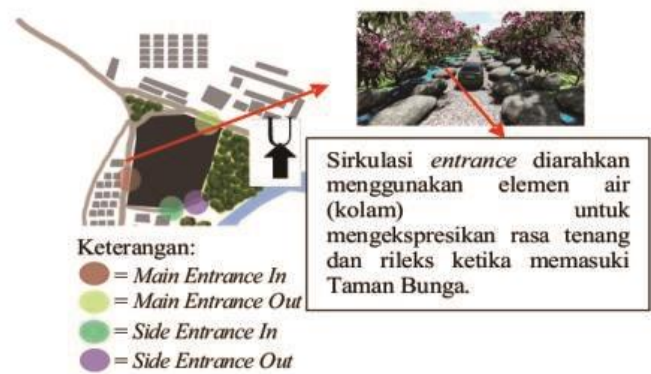 U
Sirkulasi entrance diarahkan
menggunakan elemen air
(kolam) untuk
mengekspresikan rasa tenang
dan rileks ketika memasuki
Taman Bunga.
Keterangan:
= Main Entrance In
= Main Entrance Out
= Side Entrance In
= Side Entrance Out